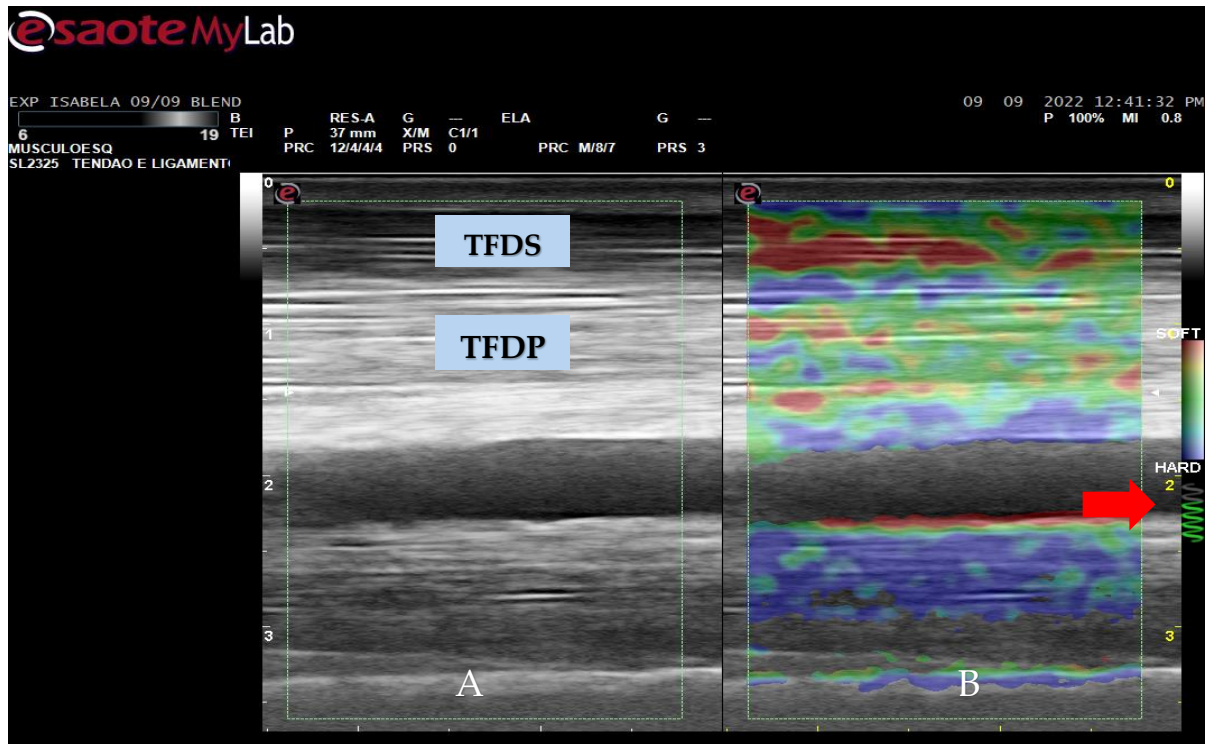 esaote MyLab
EXP ISABELA 09/09 BLEND
09 09 2022 12:41:32 PM
B RES-A G --- ELA G --- P 100% MI 0.8
6 19 TEI P 37 mm X/M C1/1
MUSCULOESQ PRC 12/4/4/4 PRS 0 PRC M/8/7 PRS 3
SL2325 TENDAO E LIGAMENT
0 0
TFDS
1 TFDP
SOFT
HARD
2 2
3 3
A B